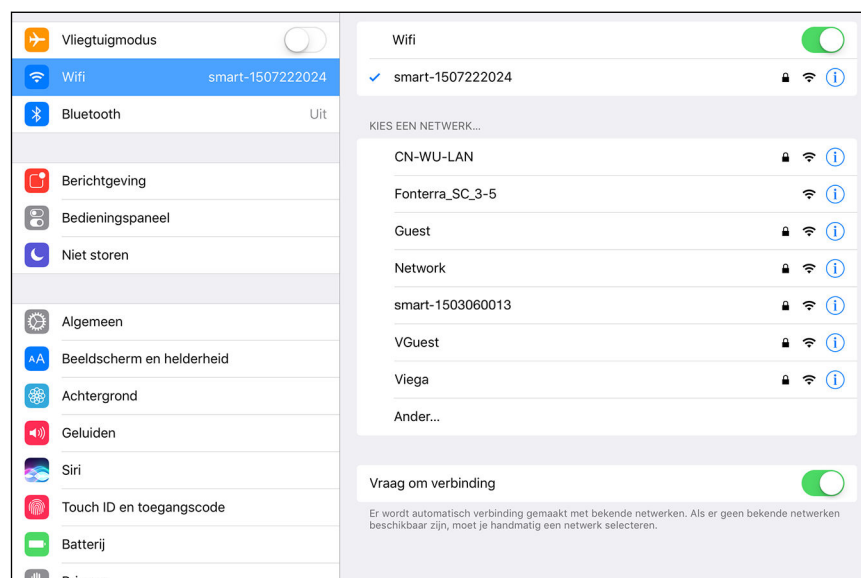 Vliegtuigmodus
Wifi smart-1507222024
Bluetooth Uit
Berichtgeving
Bedieningspaneel
Niet storen
Algemeen
AA Beeldscherm en helderheid
Achtergrond
Geluiden
Siri
Touch ID en toegangscode
Batterij
Wifi
smart-1507222024
KIES EEN NETWERK...
CN-WU-LAN
Fonterra_SC_3-5
Guest
Network
smart-1503060013
VGuest
Viega
Ander...
Vraag om verbinding
Er wordt automatisch verbinding gemaakt met bekende netwerken. Als er geen bekende netwerken
beschikbaar zijn, moet je handmatig een netwerk selecteren.